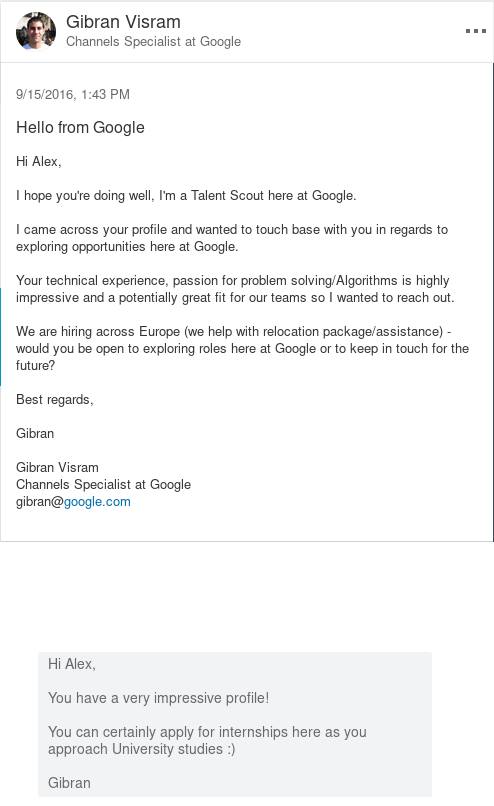 Gibran Visram
Channels Specialist at Google
9/15/2016, 1:43 PM
Hello from Google
Hi Alex,
I hope you're doing well, I'm a Talent Scout here at Google.
I came across your profile and wanted to touch base with you in regards to
exploring opportunities here at Google.
Your technical experience, passion for problem solving/Algorithms is highly
impressive and a potentially great fit for our teams so I wanted to reach out.
We are hiring across Europe (we help with relocation package/assistance) -
would you be open to exploring roles here at Google or to keep in touch for the
future?
Best regards,
Gibran
Gibran Visram
Channels Specialist at Google
gibran@google.com
Hi Alex,
You have a very impressive profile!
You can certainly apply for internships here as you
approach University studies :)
Gibran